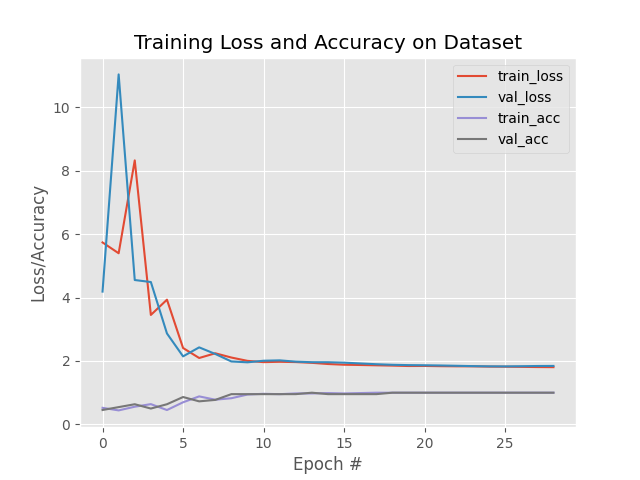 Training Loss and Accuracy on Dataset
train_loss
val_loss
train_acc
val_acc
Loss/Accuracy
10
8
6
4
2
0
0 5 10 15 20 25
Epoch #